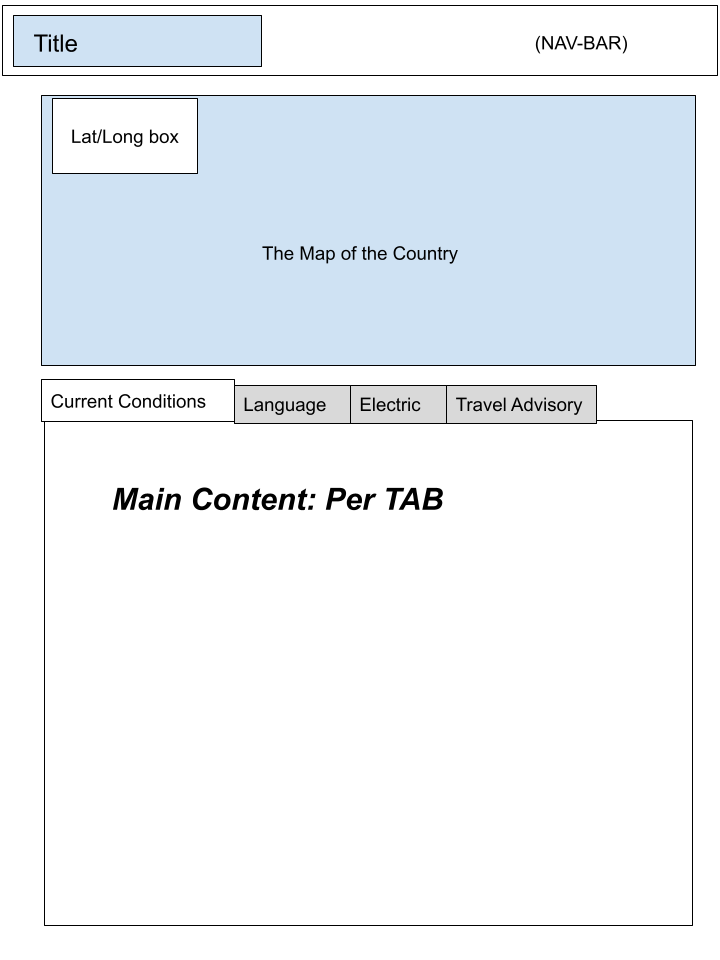 Title
(NAV-BAR)
Lat/Long box
The Map of the Country
Current Conditions
Language
Electric
Travel Advisory
Main Content: Per TAB